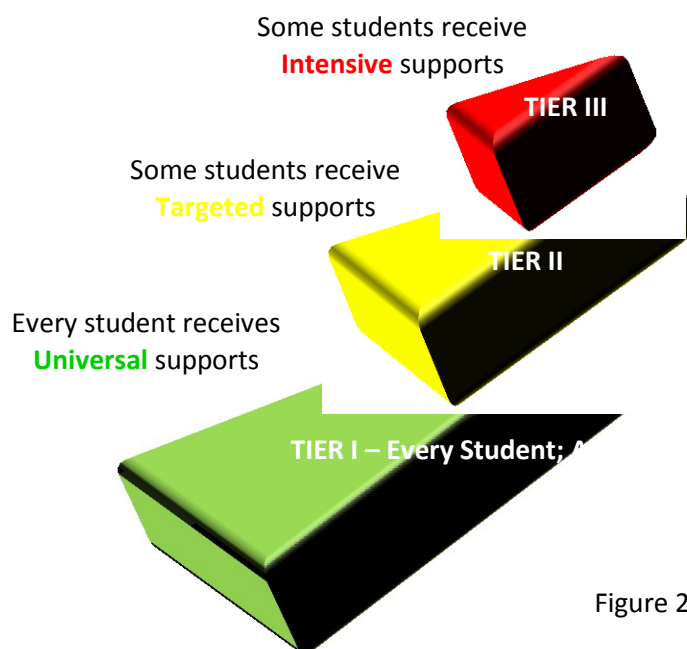 Some students receive
Intensive supports
TIER III
Some students receive
Targeted supports
TIER II
Every student receives
Universal supports
TIER I – Every Student; A
Figure 2